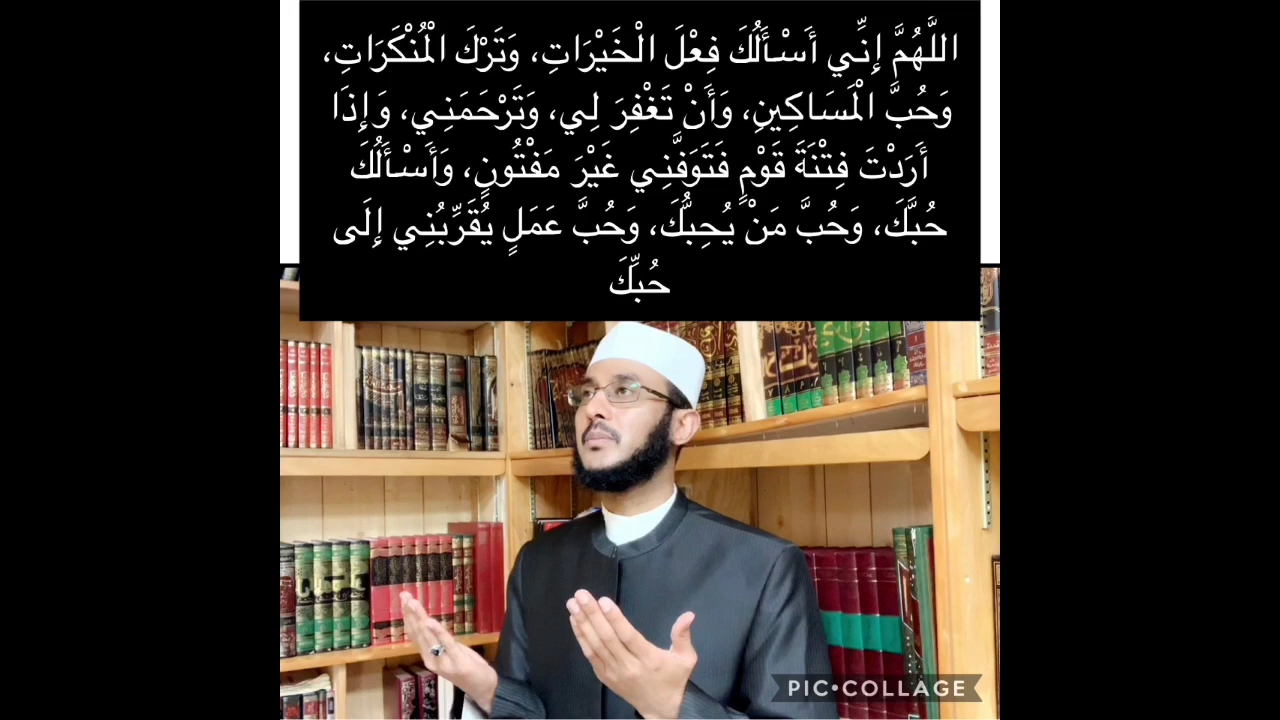 اللَّهُمَّ إِنِّي أَسْأَلُكَ فِعْلَ الْخَيْرَاتِ، وَتَرْكَ الْمُنْكَرَاتِ،
وَحُبَّ الْمَسَاكِينِ، وَأَنْ تَغْفِرَ لِي، وَتَرْحَمَنِي، وَإِذَا
أَرَدْتَ فِتْنَةَ قَوْمٍ فَتَوَفَّنِي غَيْرَ مَفْتُونٍ، وَأَسْأَلُكَ
حُبَّكَ، وَحُبَّ مَنْ يُحِبُّكَ، وَحُبَّ عَمَلٍ يُقَرِّبُنِي إِلَى
حُبِّكَ
PIC•COLLAGE